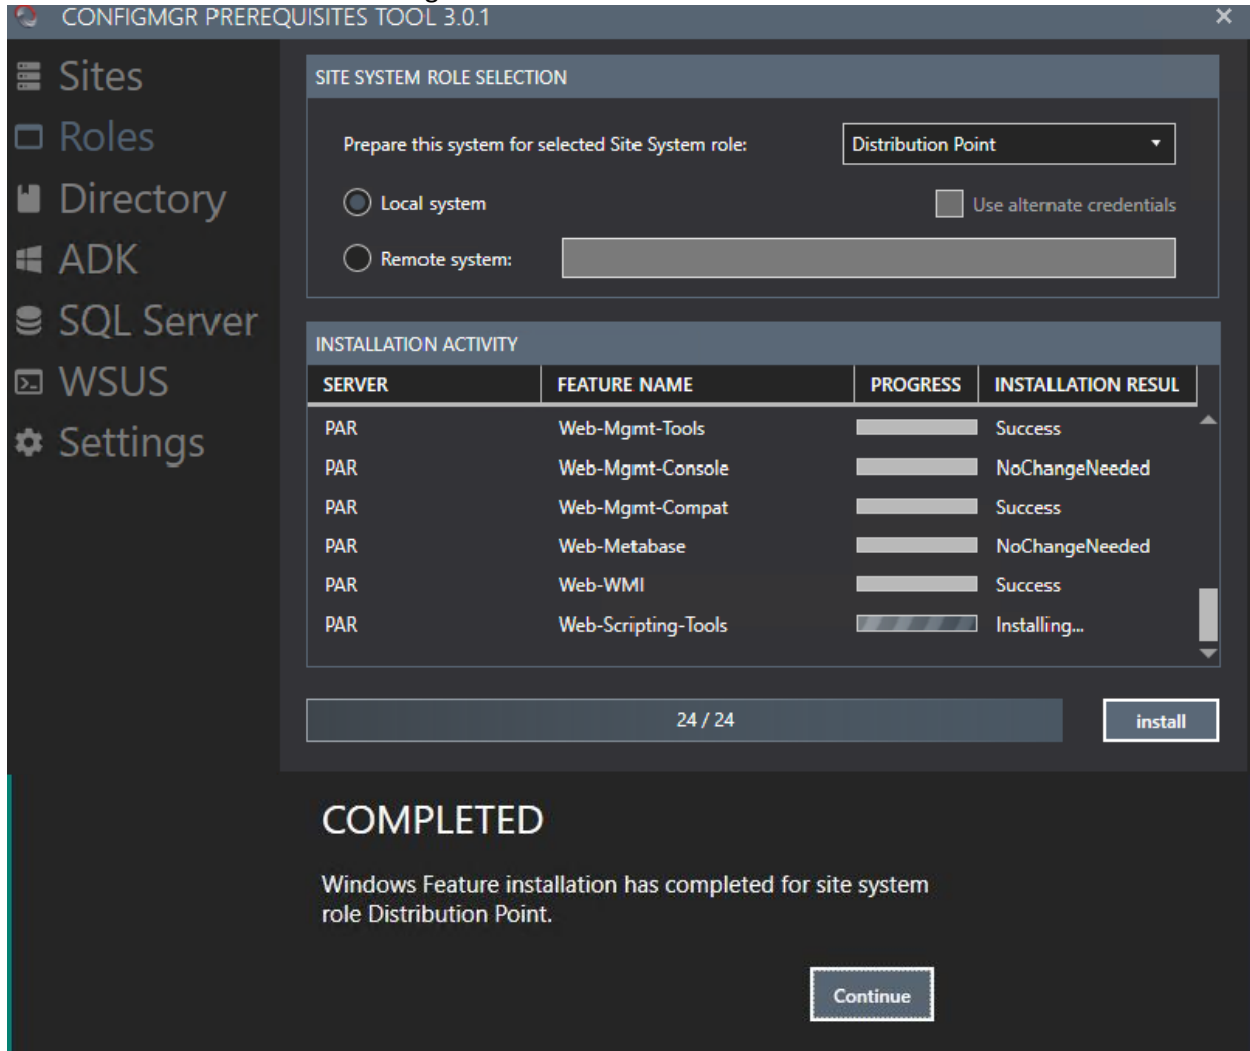 CONFIGMGR PREREQUISITES TOOL 3.0.1
Sites
Roles
Directory
ADK
SQL Server
WSUS
Settings
SITE SYSTEM ROLE SELECTION
Prepare this system for selected Site System role: Distribution Point
Local system Use alternate credentials
Remote system:
INSTALLATION ACTIVITY
SERVER FEATURE NAME PROGRESS INSTALLATION RESUL
PAR Web-Mgmt-Tools Success
PAR Web-Mgmt-Console NoChangeNeeded
PAR Web-Mgmt-Compat Success
PAR Web-Metabase NoChangeNeeded
PAR Web-WMI Success
PAR Web-Scripting-Tools Installing...
24 / 24 install
COMPLETED
Windows Feature installation has completed for site system
role Distribution Point.
Continue